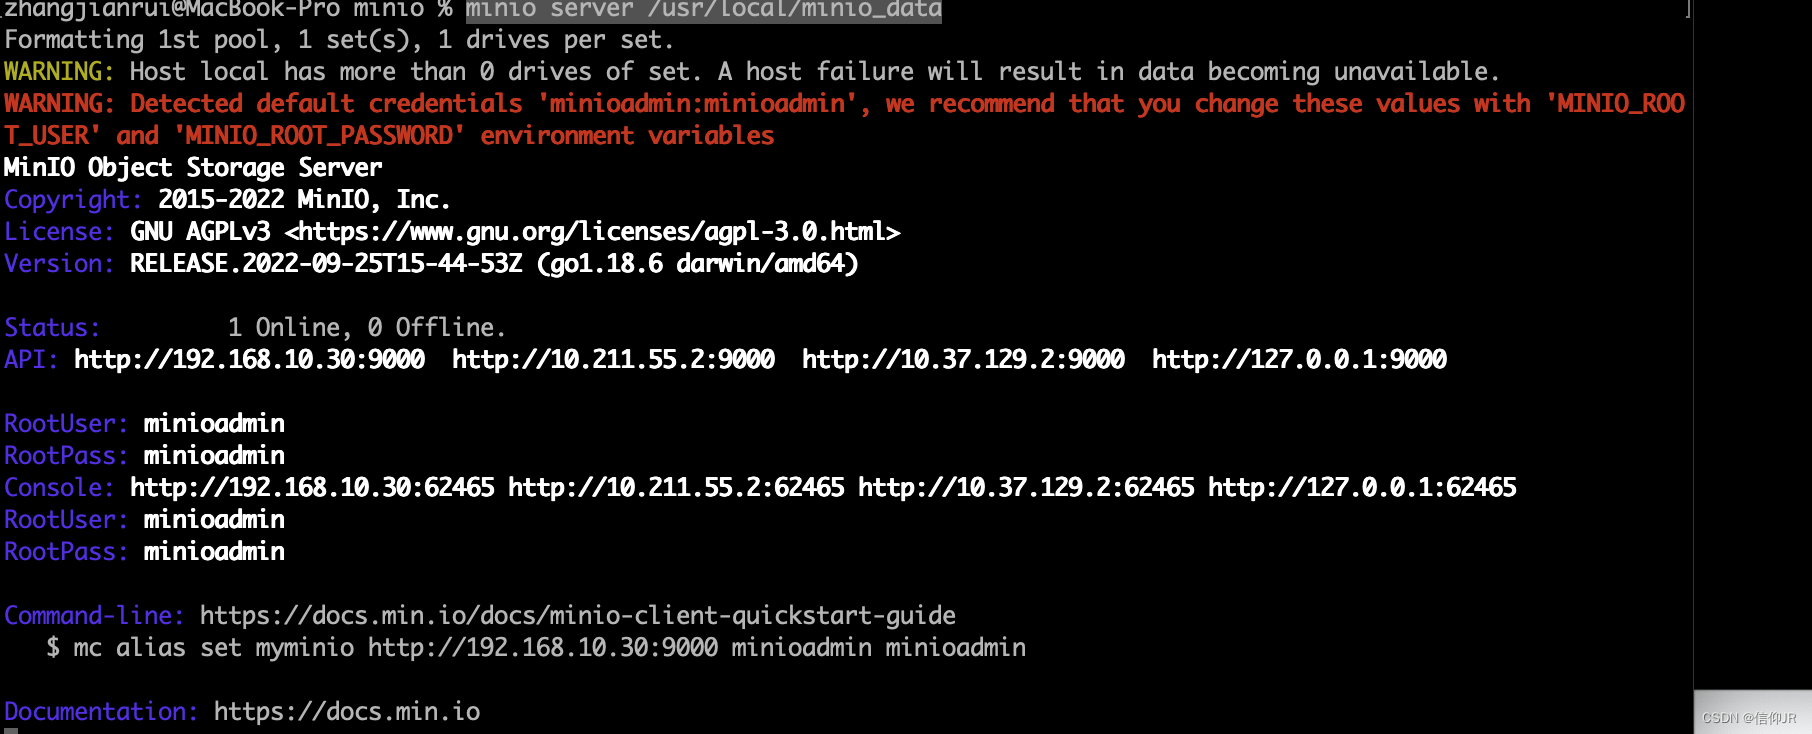 zhangjianrui@MacBook-Pro minio % minio server /usr/local/minio_data
Formatting 1st pool, 1 set(s), 1 drives per set.
WARNING: Host local has more than 0 drives of set. A host failure will result in data becoming unavailable.
WARNING: Detected default credentials 'minioadmin:minioadmin', we recommend that you change these values with 'MINIO_ROO
T_USER' and 'MINIO_ROOT_PASSWORD' environment variables
MinIO Object Storage Server
Copyright: 2015-2022 MinIO, Inc.
License: GNU AGPLv3 <https://www.gnu.org/licenses/agpl-3.0.html>
Version: RELEASE.2022-09-25T15-44-53Z (go1.18.6 darwin/amd64)
Status:         1 Online, 0 Offline.
API: http://192.168.10.30:9000  http://10.211.55.2:9000  http://10.37.129.2:9000  http://127.0.0.1:9000
RootUser: minioadmin
RootPass: minioadmin
Console: http://192.168.10.30:62465 http://10.211.55.2:62465 http://10.37.129.2:62465 http://127.0.0.1:62465
RootUser: minioadmin
RootPass: minioadmin
Command-line: https://docs.min.io/docs/minio-client-quickstart-guide
   $ mc alias set myminio http://192.168.10.30:9000 minioadmin minioadmin
Documentation: https://docs.min.io
CSDN @信仰JR